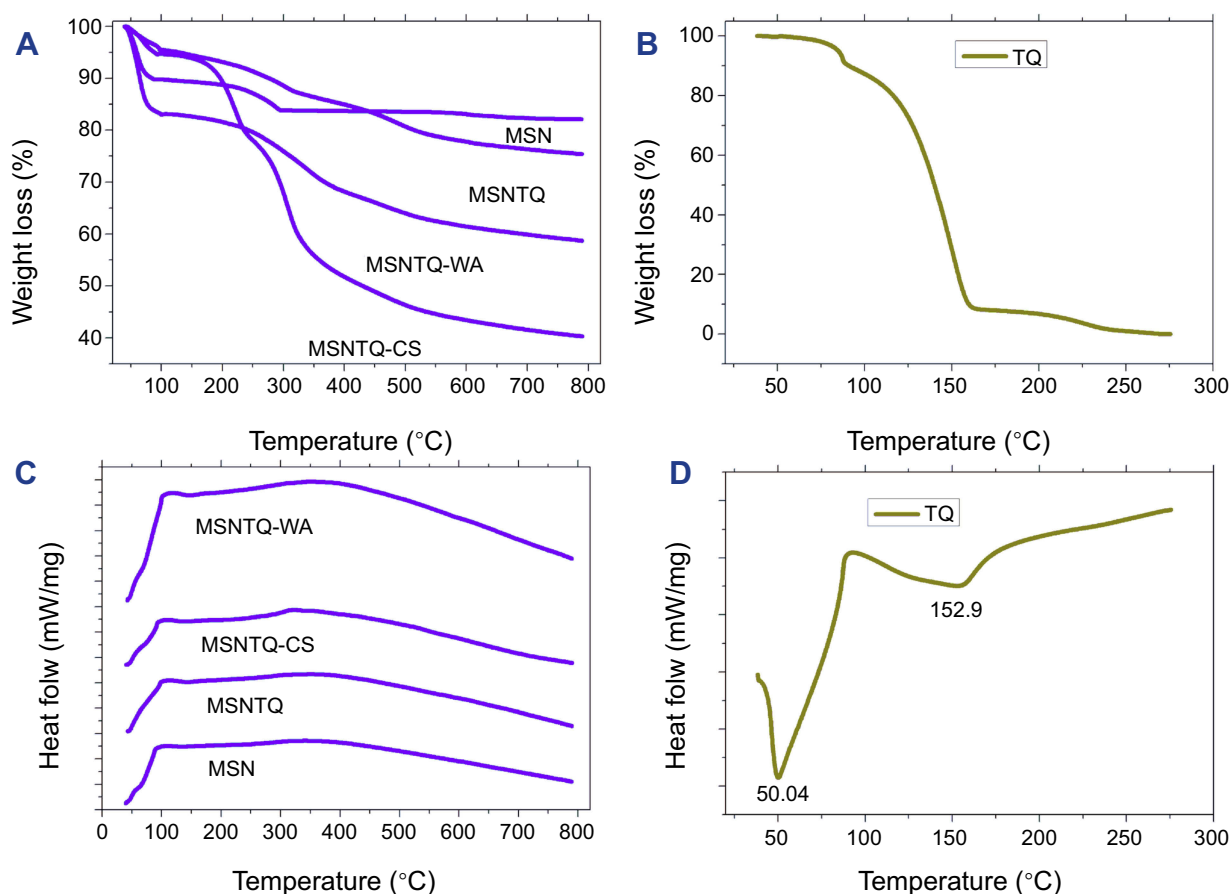 A
Weight loss (%)
100
90
80
70
60
50
40
MSN
MSNTQ
MSNTQ-WA
MSNTQ-CS
100 200 300 400 500 600 700 800
Temperature (°C)
B
Weight loss (%)
100
80
60
40
20
0
TQ
50 100 150 200 250 300
Temperature (°C)
C
Heat folw (mW/mg)
MSNTQ-WA
MSNTQ-CS
MSNTQ
MSN
0 100 200 300 400 500 600 700 800
Temperature (°C)
D
Heat folw (mW/mg)
TQ
152.9
50.04
50 100 150 200 250 300
Temperature (°C)